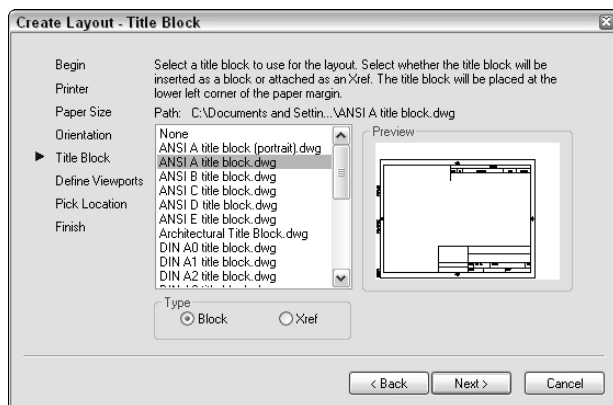 Create Layout - Title Block
Begin
Printer
Paper Size
Orientation
Title Block
Define Viewports
Pick Location
Finish
Select a title block to use for the layout. Select whether the title block will be
inserted as a block or attached as an Xref. The title block will be placed at the
lower left corner of the paper margin.
Path: C:\Documents and Settin...\ANSI A title block.dwg
None
ANSI A title block (portrait).dwg
ANSI A title block.dwg
ANSI B title block.dwg
ANSI C title block.dwg
ANSI D title block.dwg
ANSI E title block.dwg
Architectural Title Block.dwg
DIN A0 title block.dwg
DIN A1 title block.dwg
DIN A2 title block.dwg
Preview
Type
Block
Xref
< Back
Next >
Cancel